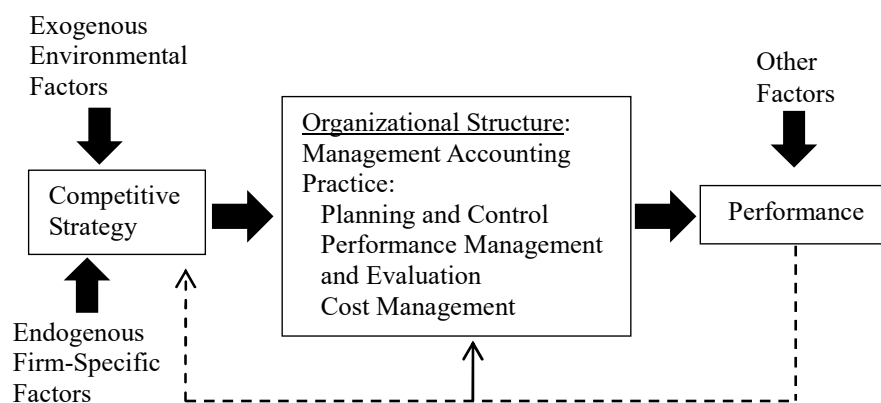 Exogenous
Environmental
Factors
Competitive
Strategy
Endogenous
Firm-Specific
Factors
Organizational Structure:
Management Accounting
Practice:
Planning and Control
Performance Management
and Evaluation
Cost Management
Other
Factors
Performance